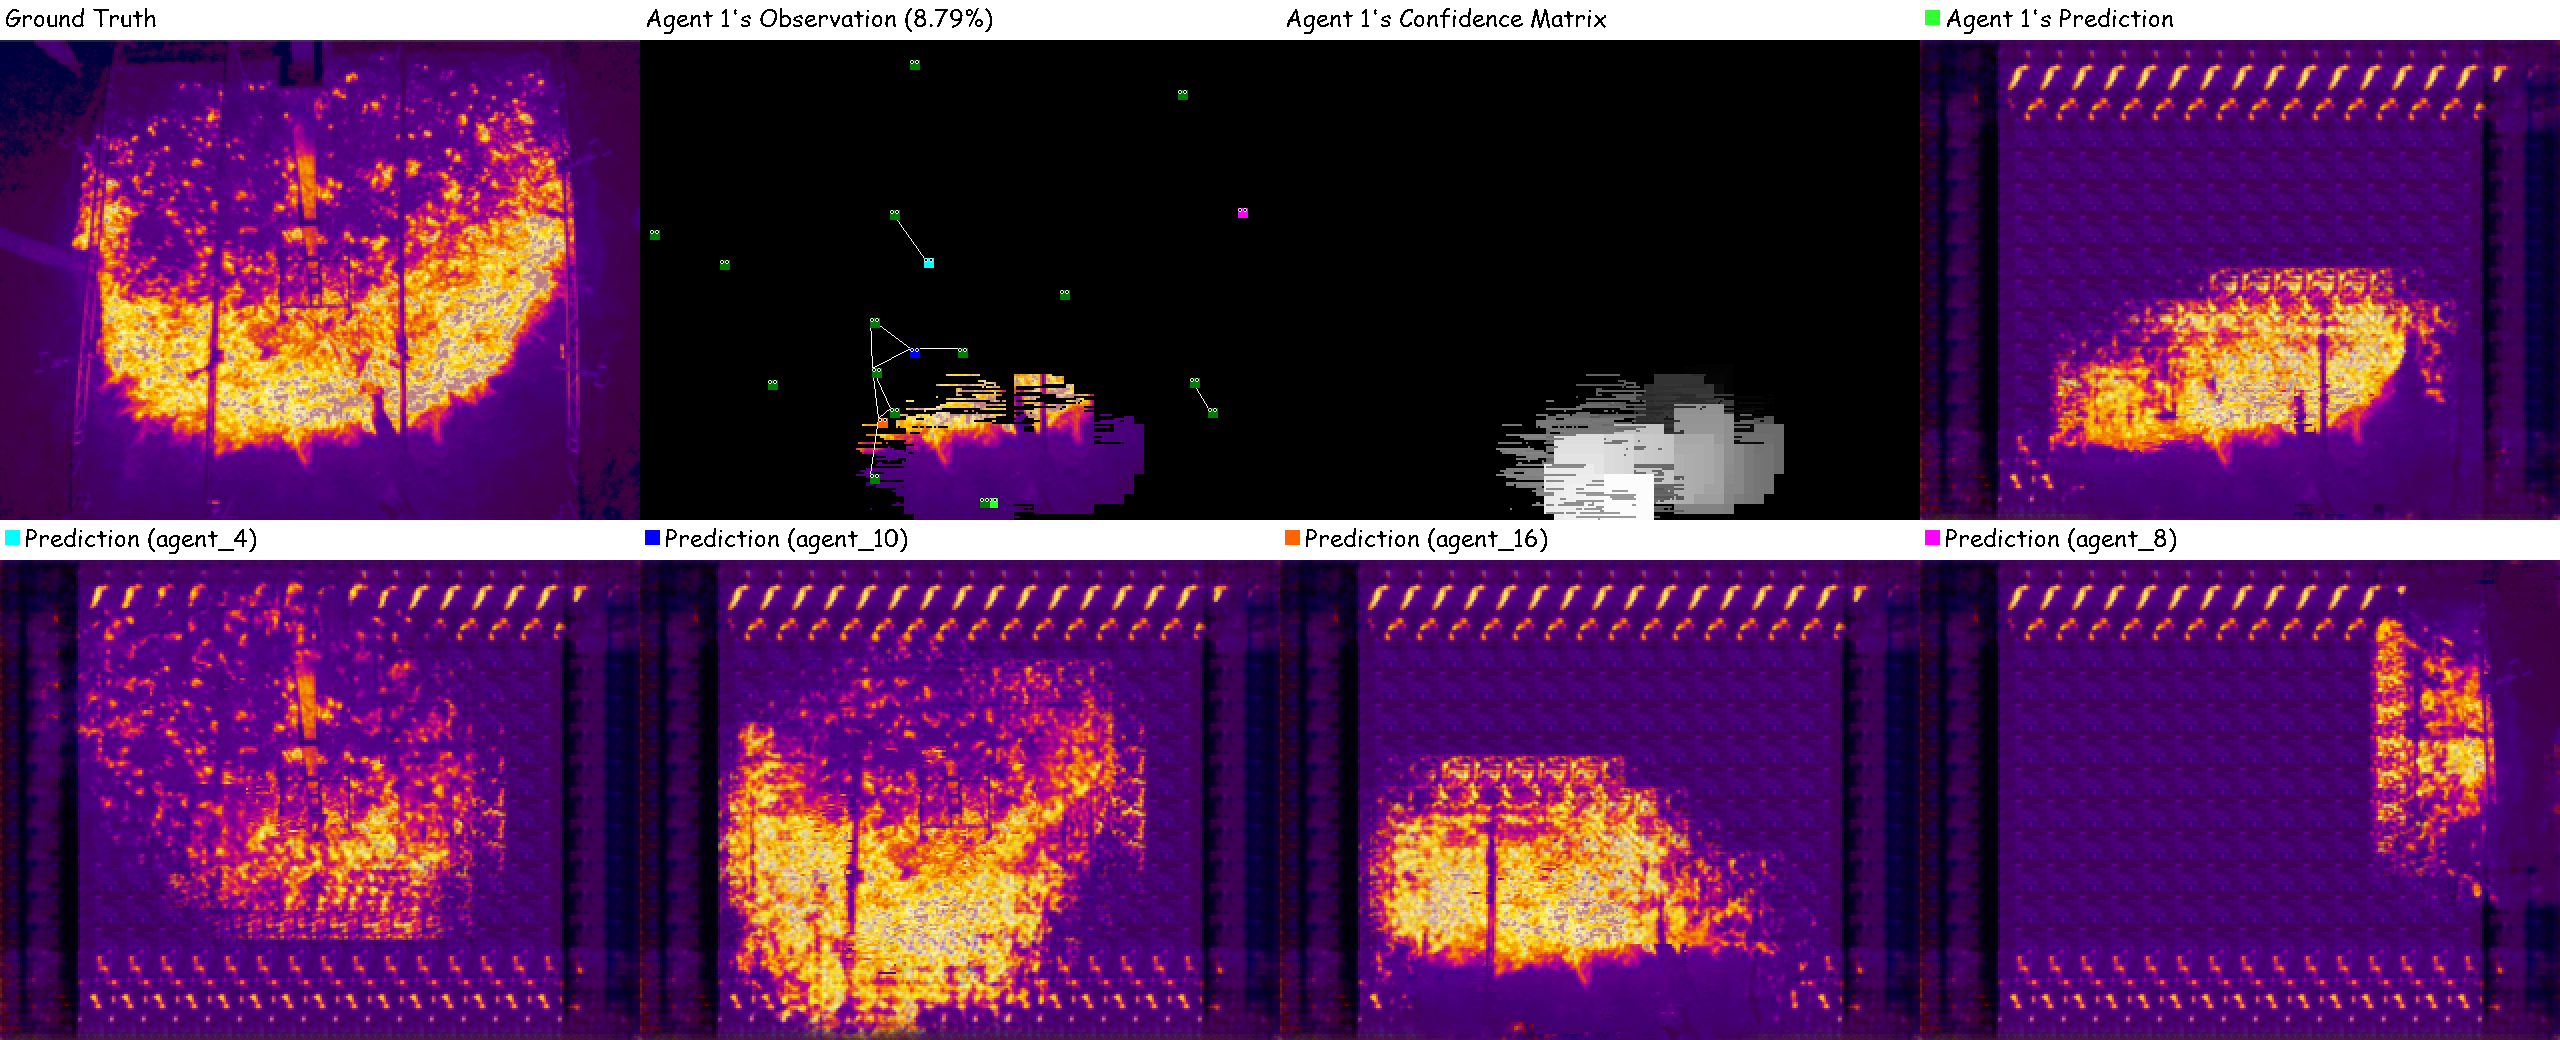 Ground Truth
Agent 1's Observation (8.79%)
Agent 1's Confidence Matrix
Agent 1's Prediction
Prediction (agent_4)
Prediction (agent_10)
Prediction (agent_16)
Prediction (agent_8)